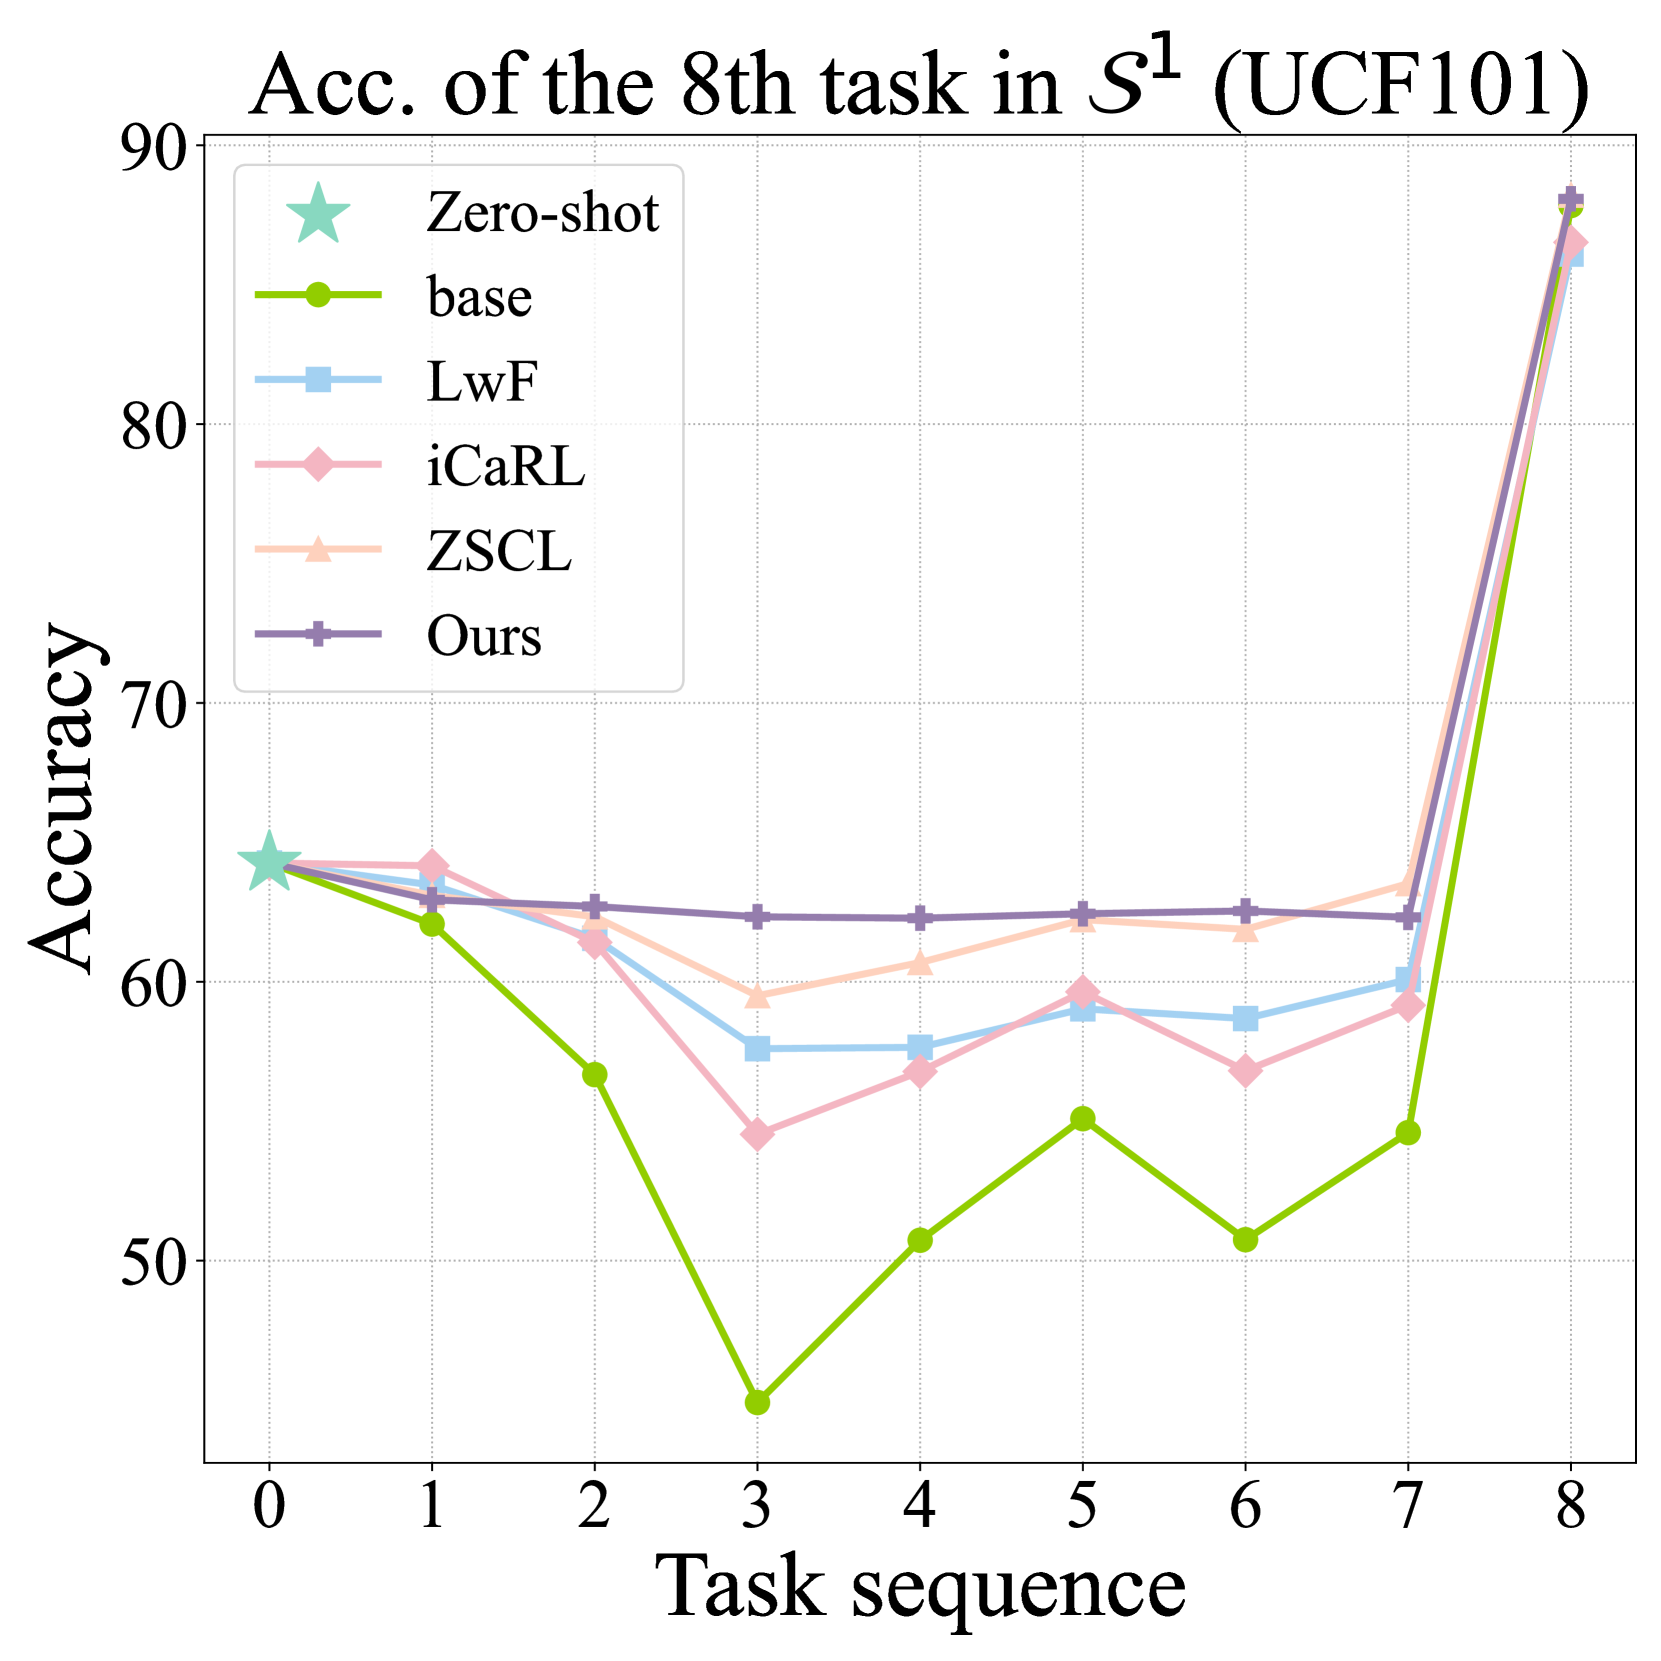 Acc. of the 8th task in 𝒮¹ (UCF101)
90
80
70
60
50
Accuracy
Zero-shot
base
LwF
iCaRL
ZSCL
Ours
0 1 2 3 4 5 6 7 8
Task sequence